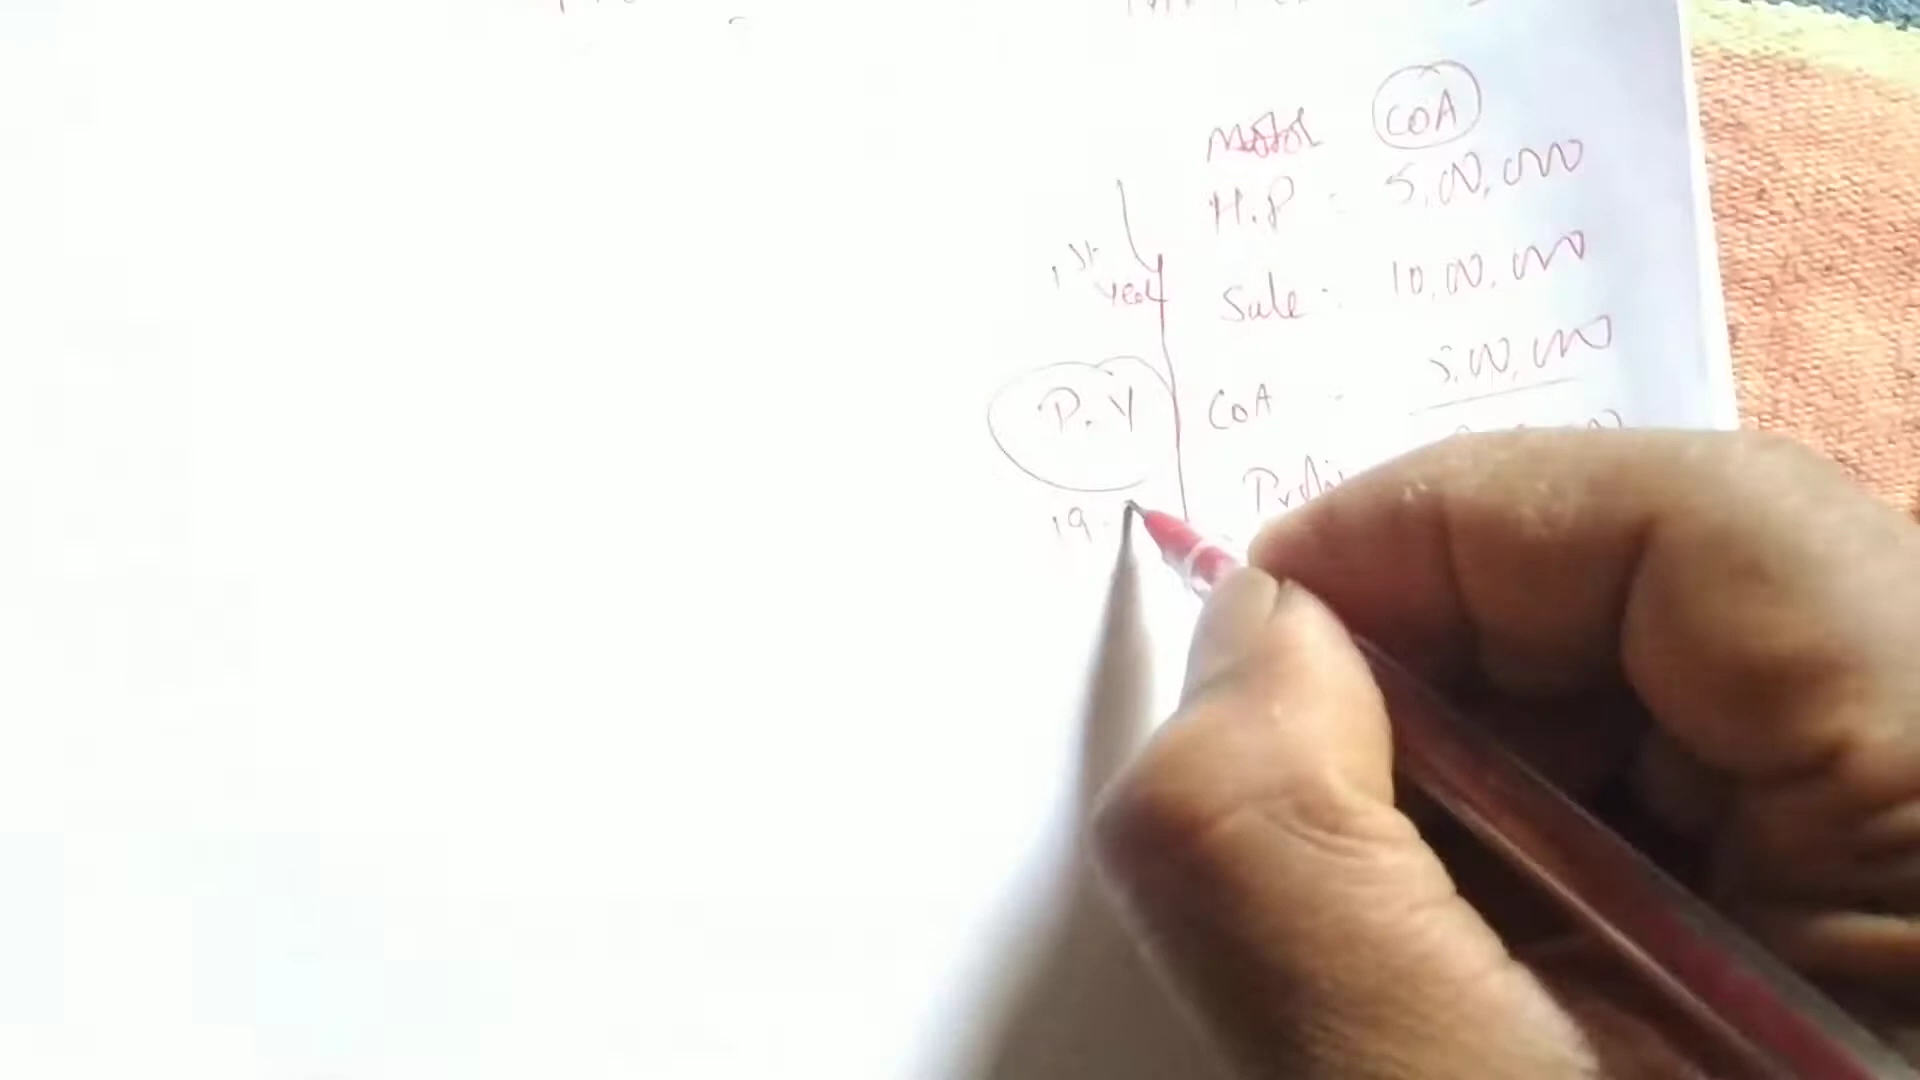 Motor COA
H.P : 5,00,000
1st
year
Sale : 10,00,000
5,00,000
P.Y
COA -
19-